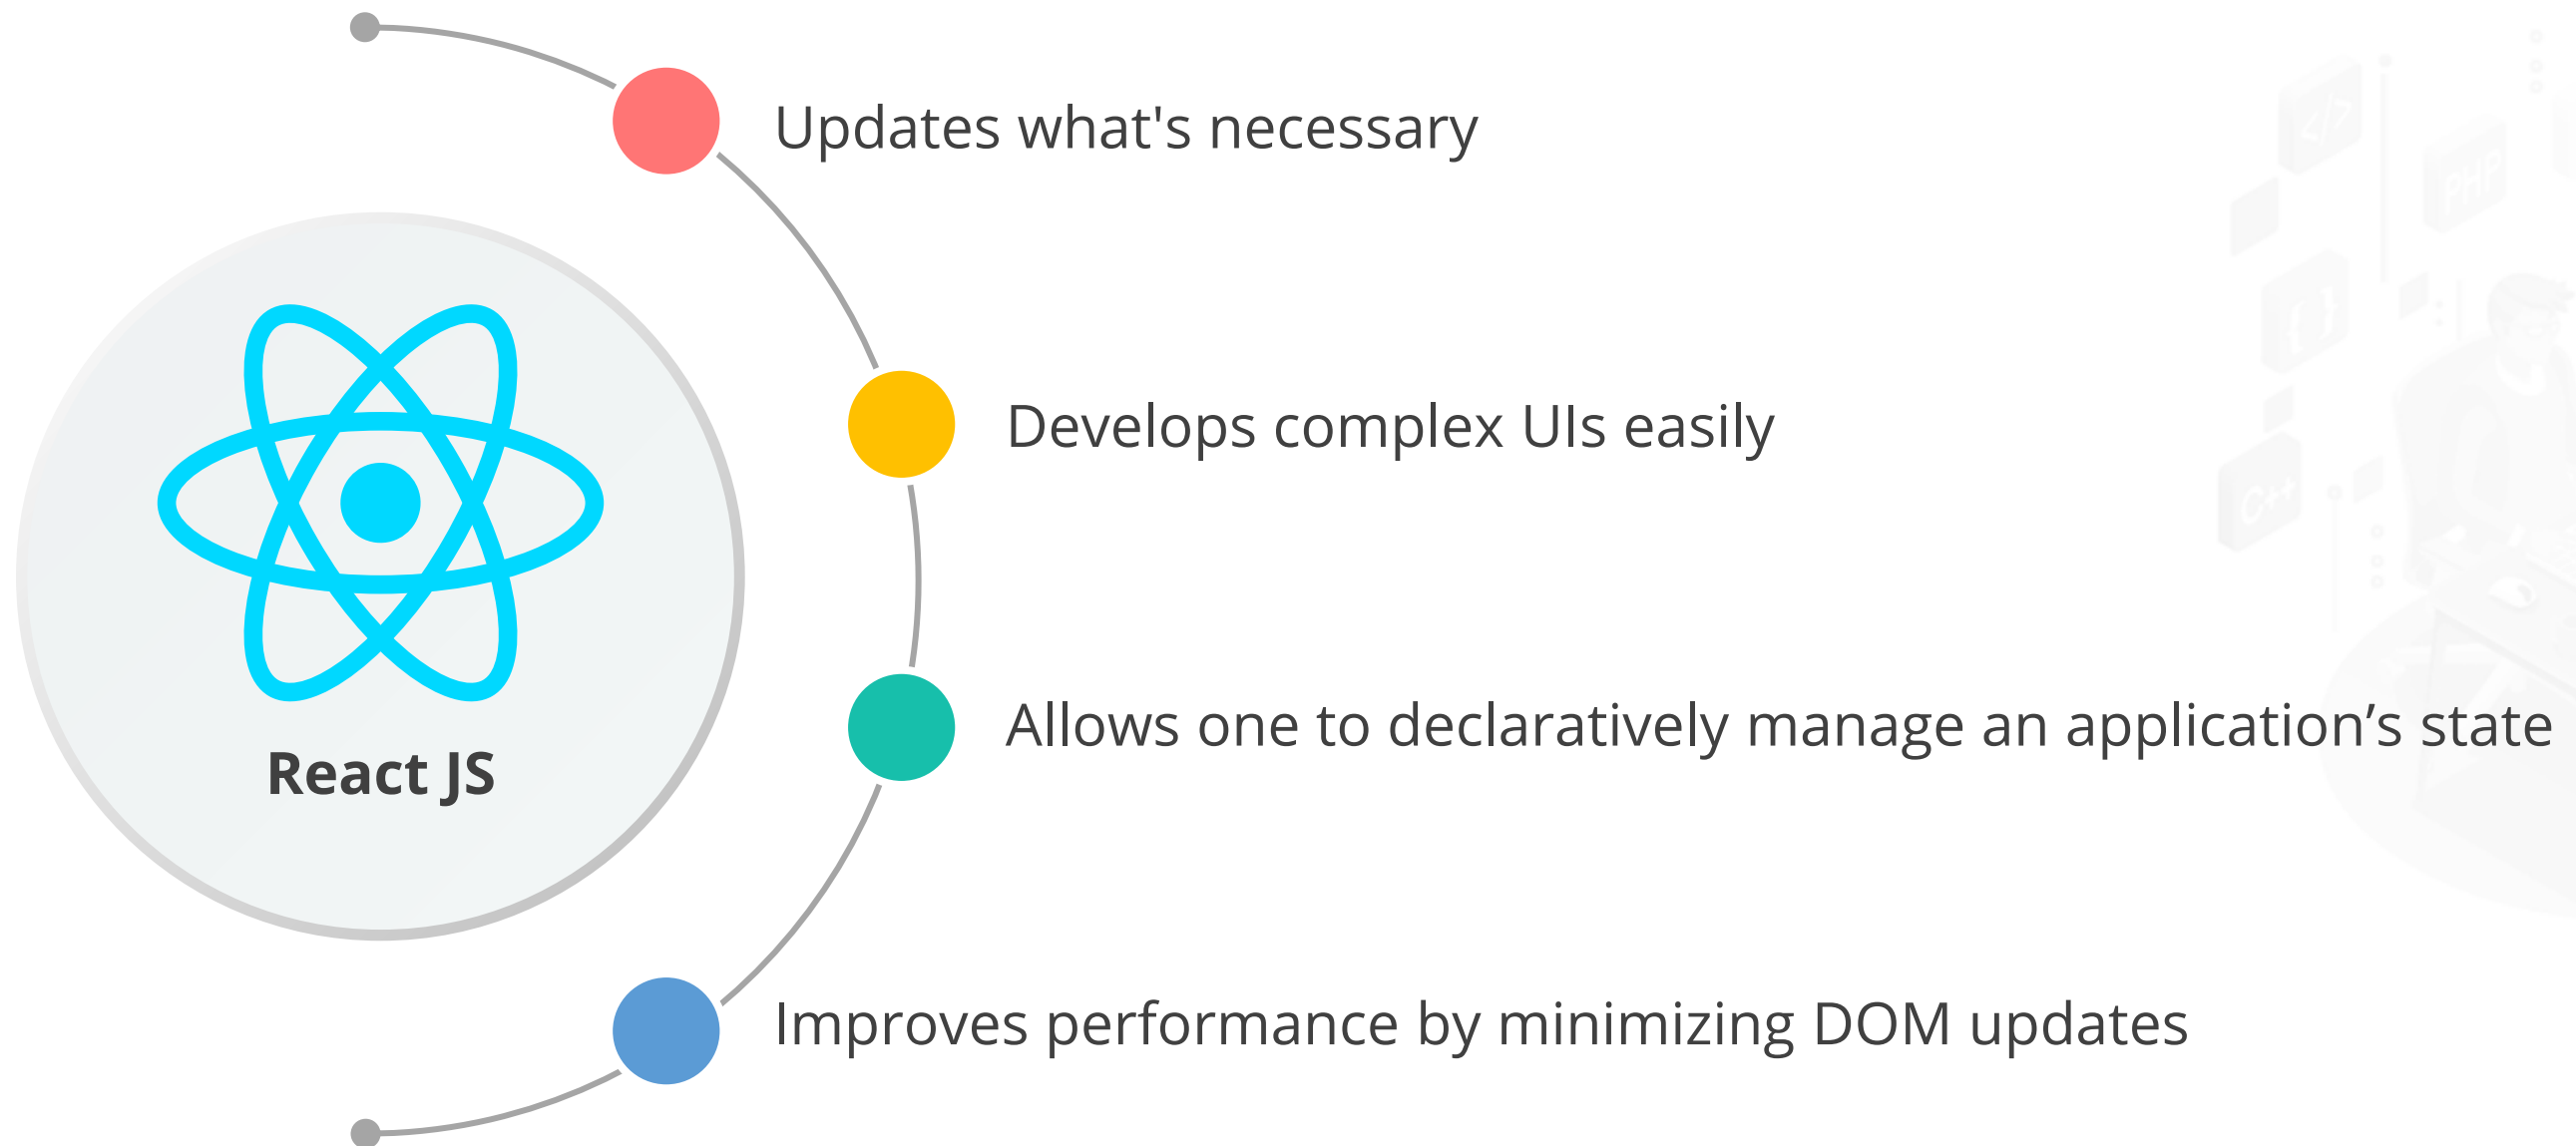 Updates what's necessary
Develops complex UIs easily
React JS
Allows one to declaratively manage an application’s state
Improves performance by minimizing DOM updates
</>
PHP
{ }
C++